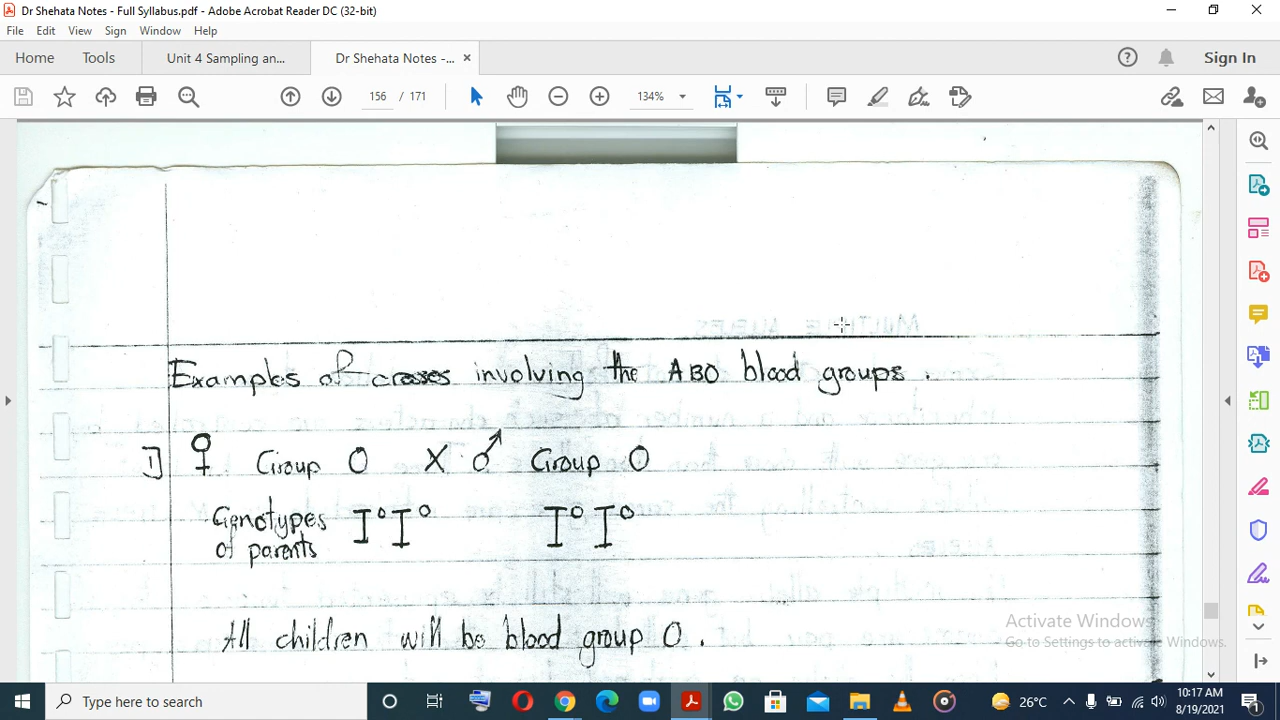 Dr Shehata Notes - Full Syllabus.pdf - Adobe Acrobat Reader DC (32-bit)
File Edit View Sign Window Help
Home Tools Unit 4 Sampling an... Dr Shehata Notes -... × Sign In
156 / 171 134%
MULTIPLE ALLELES
Examples of crosses involving the ABO blood groups.
1] ♀ Group O X ♂ Group O
Genotypes I° I° I° I°
of parents
All children will be blood group O.
Activate Windows
Go to Settings to activate Windows.
Type here to search
26°C
:17 AM
8/19/2021
1